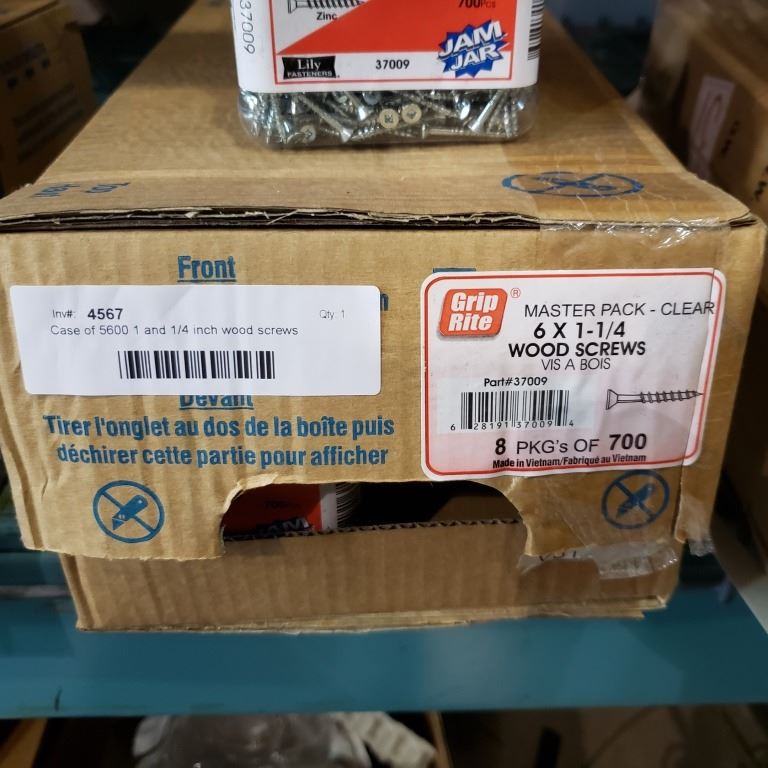 37009
Zinc
700Pcs
Lily
FASTENERS
37009
JAM
JAR
Top
Front
Inv#: 4567
Qty: 1
Case of 5600 1 and 1/4 inch wood screws
Devant
Tirer l'onglet au dos de la boîte puis
déchirer cette partie pour afficher
Grip
Rite®
MASTER PACK - CLEAR
6 X 1-1/4
WOOD SCREWS
VIS A BOIS
Part#37009
6 28191 37009 4
8 PKG's OF 700
Made in Vietnam/Fabriqué au Vietnam
700Pcs
JAM